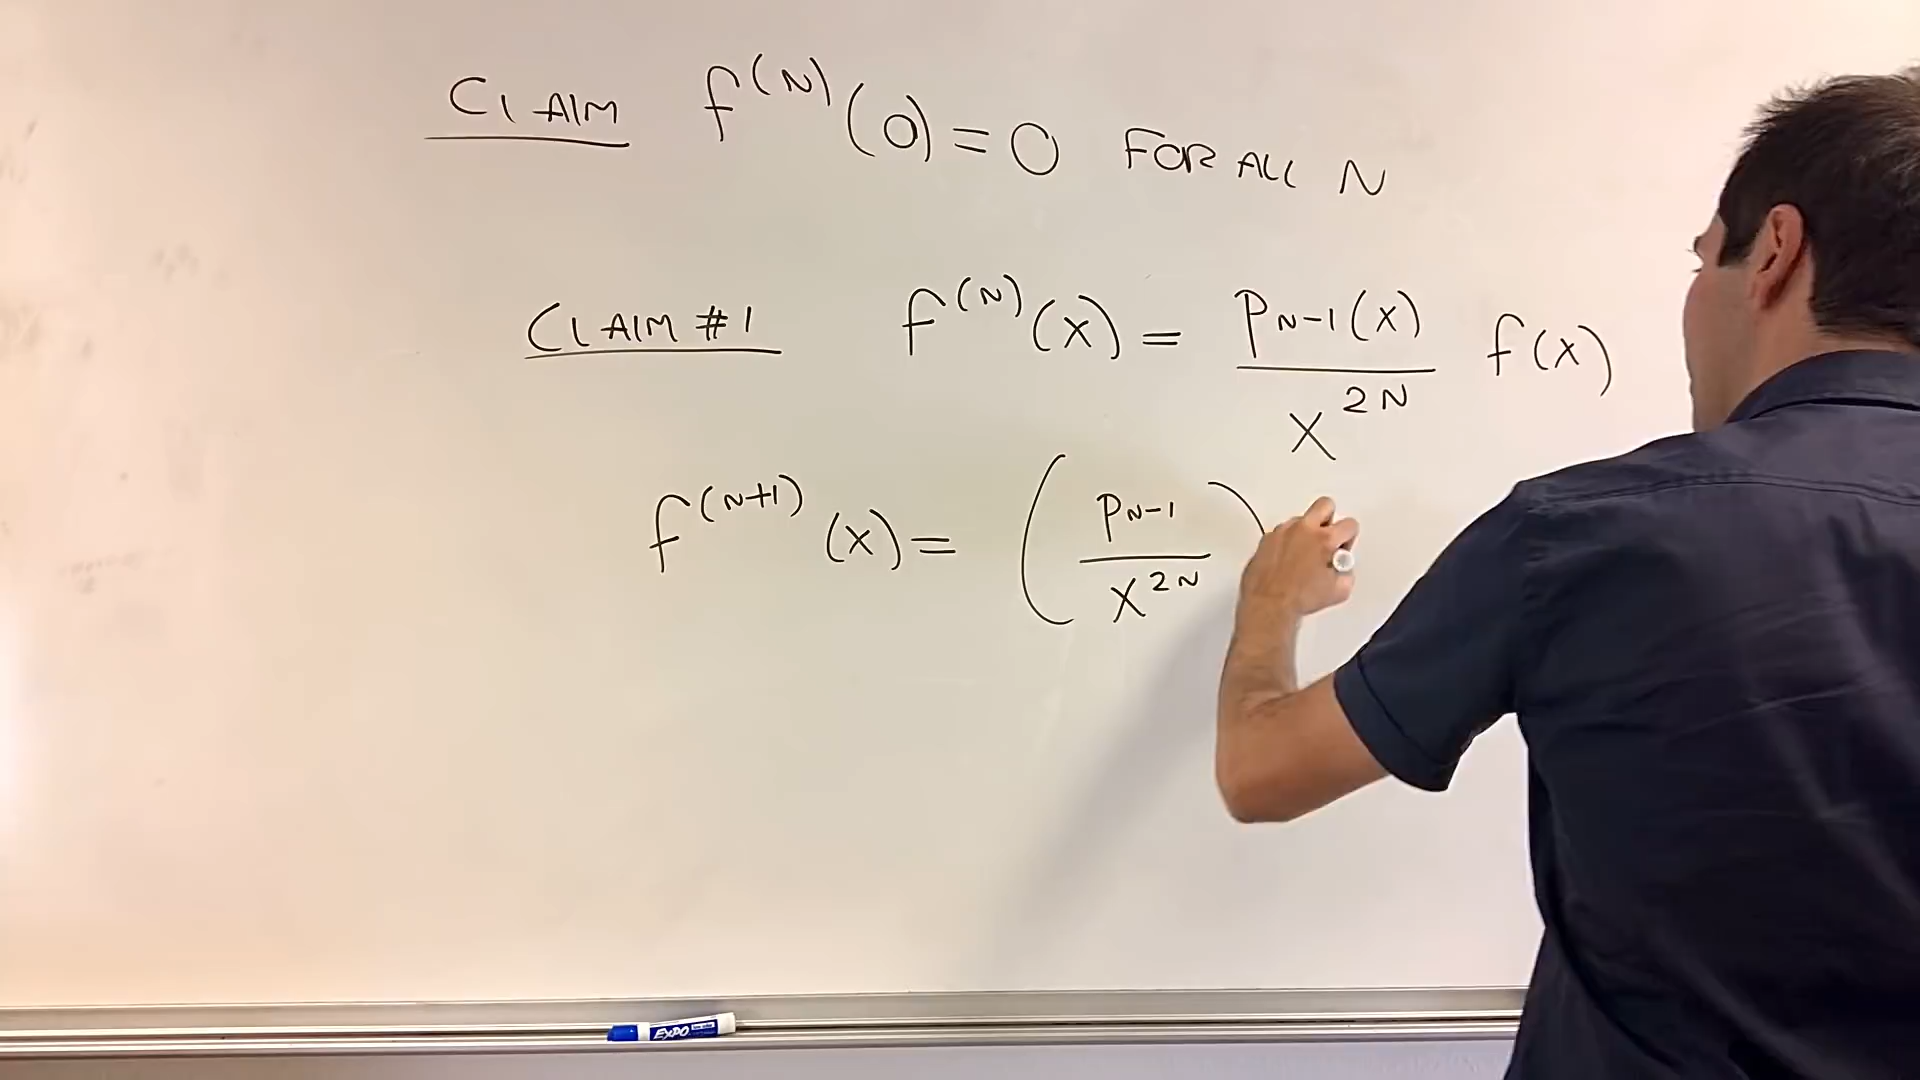 CLAIM f^(N)(0)=0 FOR ALL N
CLAIM #1 f^(N)(x) = P_{N-1}(x)/x^{2N} f(x)
f^(N+1)(x) = (P_{N-1}/x^{2N})
EXPO